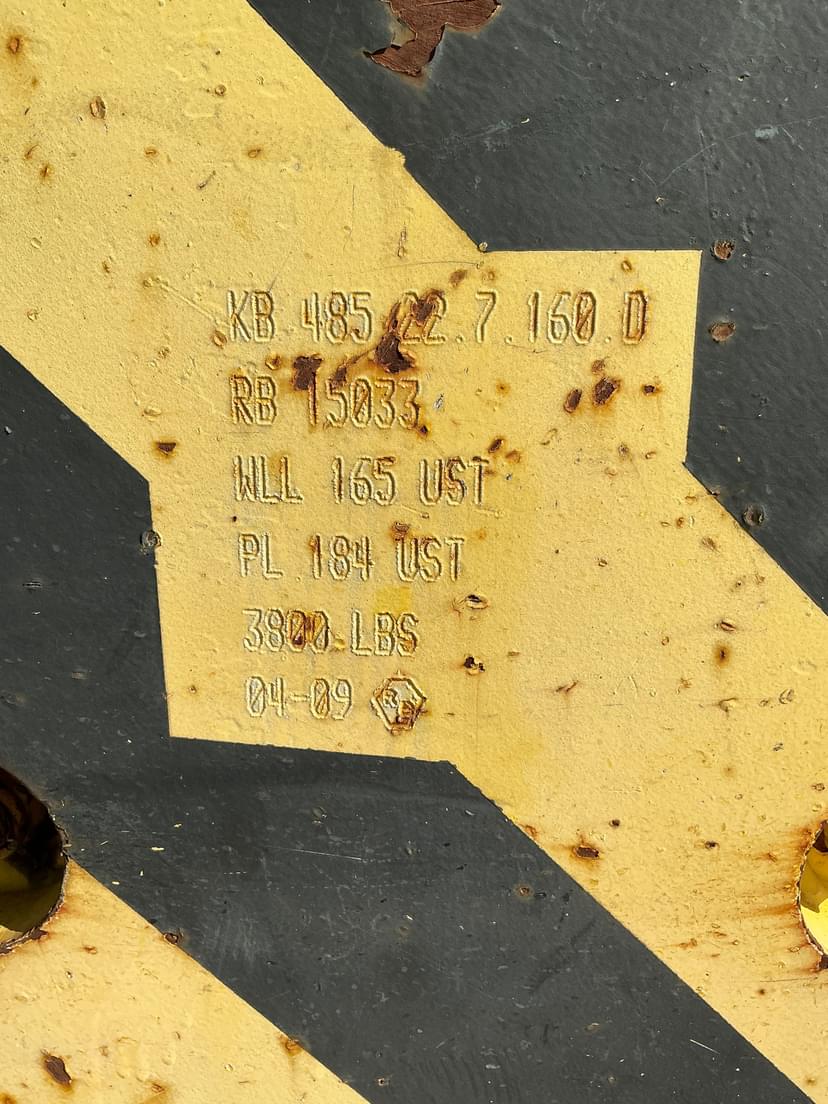 KB 485.22.7.160.D
RB 15033
WLL 165 UST
PL 184 UST
3800 LBS
04-09